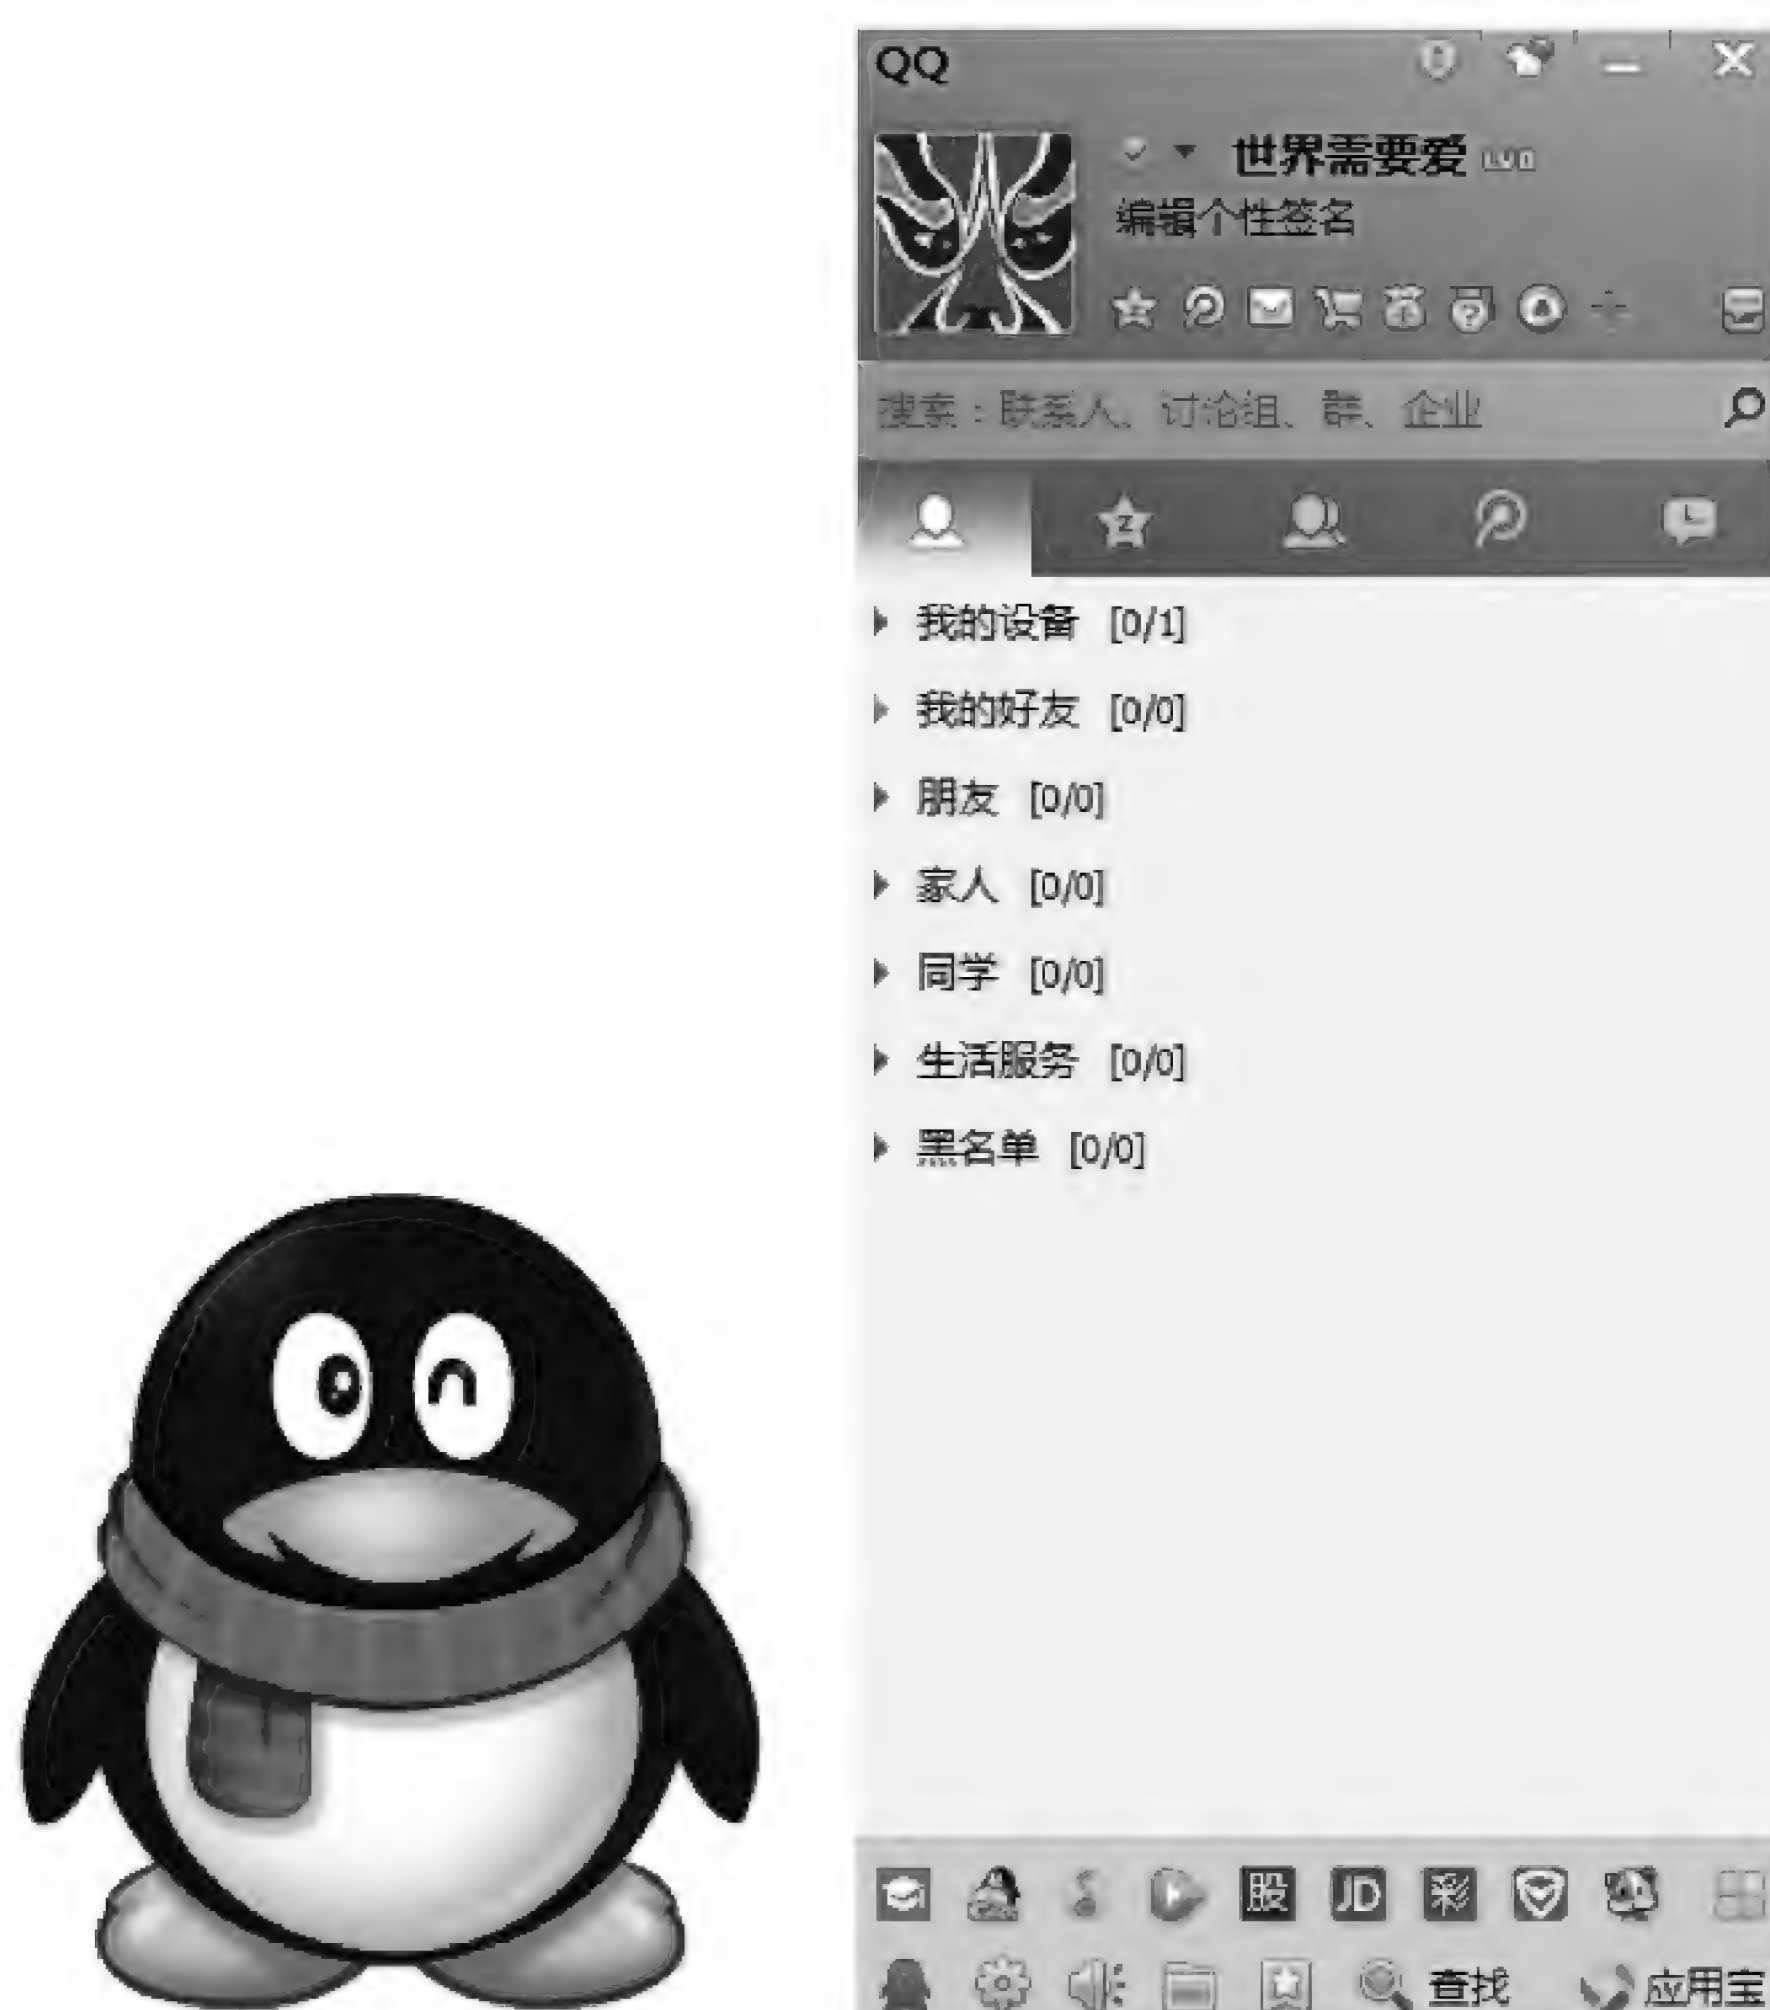 QQ
世界需要爱 LV0
编辑个性签名
搜索：联系人、讨论组、群、企业
我的设备 [0/1]
我的好友 [0/0]
朋友 [0/0]
家人 [0/0]
同学 [0/0]
生活服务 [0/0]
黑名单 [0/0]
股 JD 彩
查找 应用宝